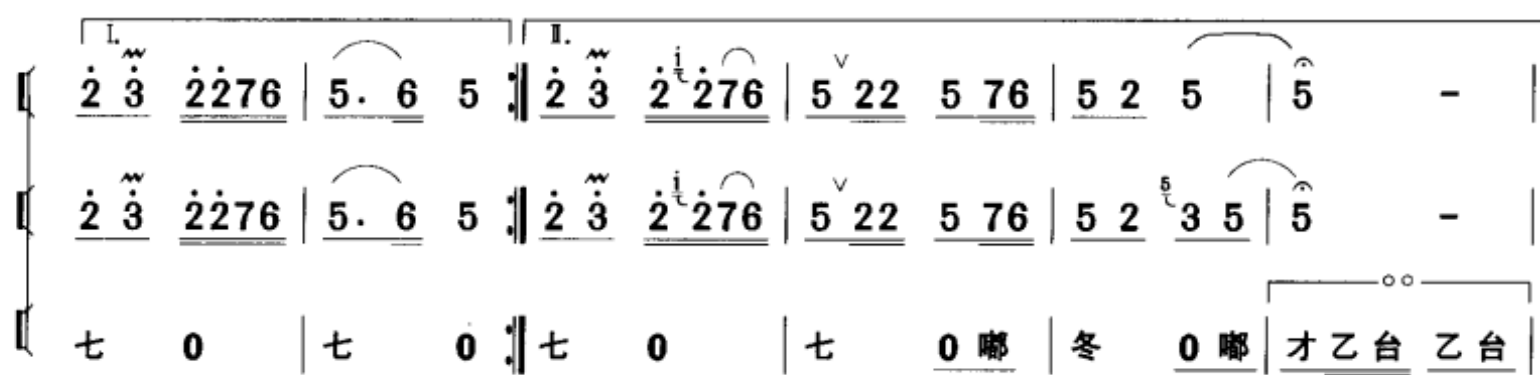 I. II.
2 3 2276 | 5. 6 5 :‖ 2 3 2 i 276 | 5 22 5 76 | 5 2 5 | 5 -
2 3 2276 | 5. 6 5 :‖ 2 3 2 i 276 | 5 22 5 76 | 5 2 5 3 5 | 5 -
七 0 | 七 0 :‖ 七 0 | 七 0 嘟 | 冬 0 嘟 | 才 乙 台 乙 台